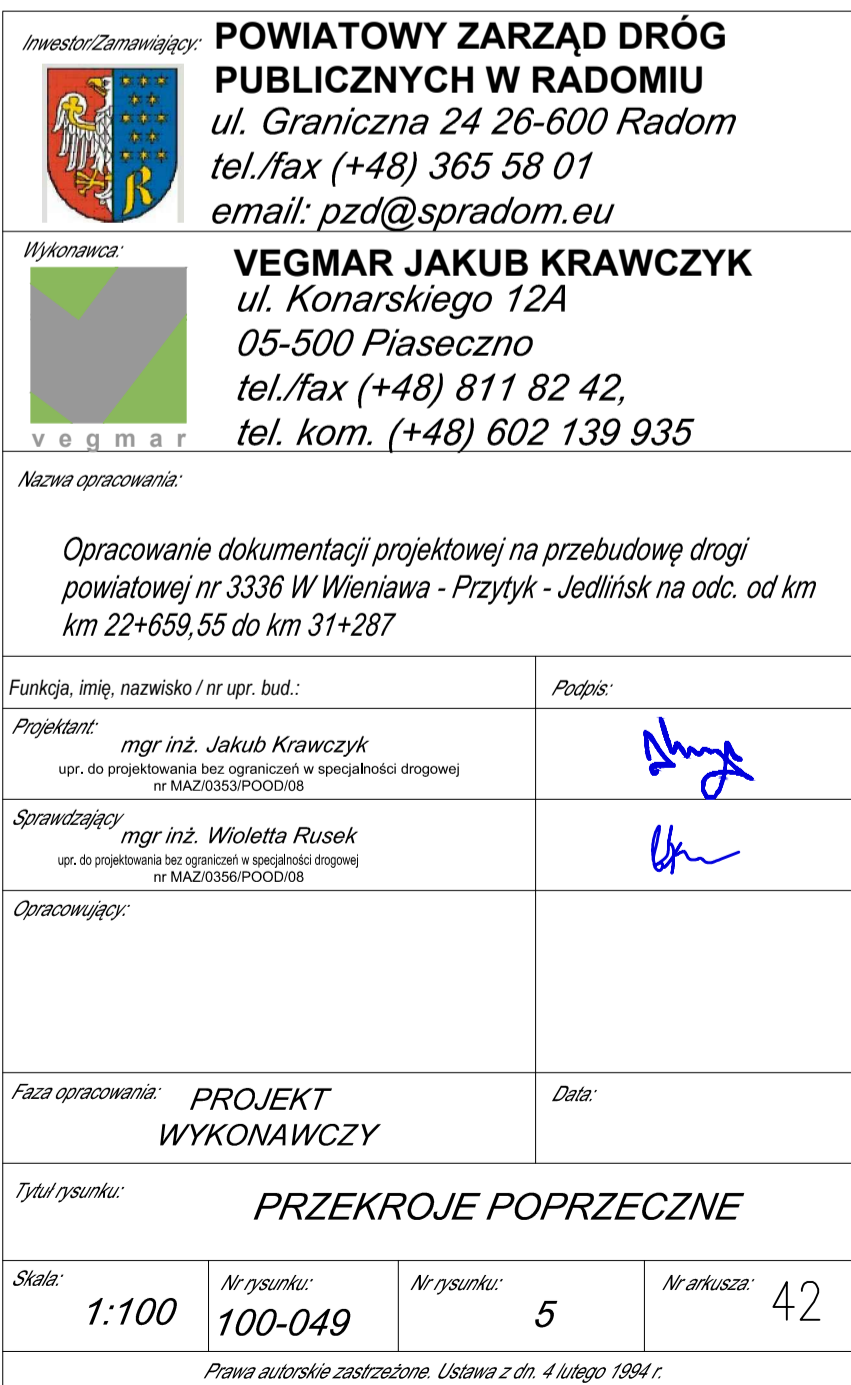 Inwestor/Zamawiający: POWIATOWY ZARZĄD DRÓG
PUBLICZNYCH W RADOMIU
ul. Graniczna 24 26-600 Radom
tel./fax (+48) 365 58 01
email: pzd@spradom.eu
R
Wykonawca:
VEGMAR JAKUB KRAWCZYK
ul. Konarskiego 12A
05-500 Piaseczno
tel./fax (+48) 811 82 42,
tel. kom. (+48) 602 139 935
vegmar
Nazwa opracowania:
Opracowanie dokumentacji projektowej na przebudowę drogi
powiatowej nr 3336 W Wieniawa - Przytyk - Jedlińsk na odc. od km
km 22+659,55 do km 31+287
Funkcja, imię, nazwisko / nr upr. bud.: Podpis:
Projektant:
mgr inż. Jakub Krawczyk
upr. do projektowania bez ograniczeń w specjalności drogowej
nr MAZ/0353/POOD/08
Sprawdzający
mgr inż. Wioletta Rusek
upr. do projektowania bez ograniczeń w specjalności drogowej
nr MAZ/0356/POOD/08
Opracowujący:
Faza opracowania: PROJEKT
WYKONAWCZY
Data:
Tytuł rysunku:
PRZEKROJE POPRZECZNE
Skala: 1:100
Nr rysunku: 100-049
Nr rysunku: 5
Nr arkusza: 42
Prawa autorskie zastrzeżone. Ustawa z dn. 4 lutego 1994 r.